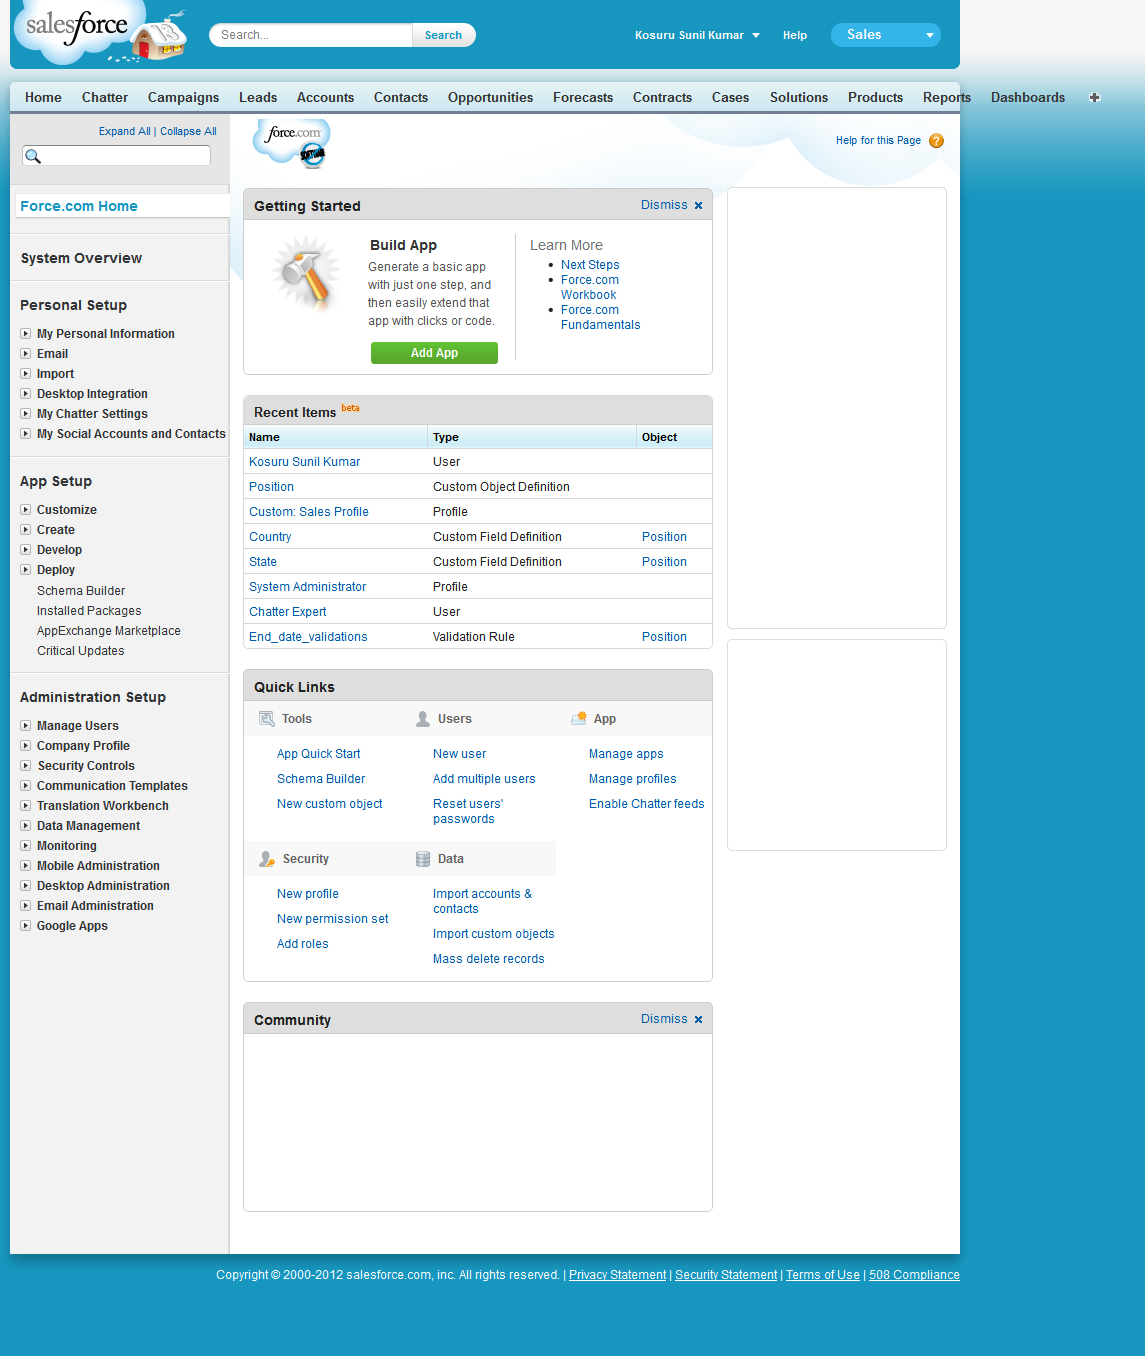 salesforce
Search...
Search
Kosuru Sunil Kumar
Help
Sales
Home Chatter Campaigns Leads Accounts Contacts Opportunities Forecasts Contracts Cases Solutions Products Reports Dashboards
Expand All | Collapse All
Force.com Home
System Overview
Personal Setup
My Personal Information
Email
Import
Desktop Integration
My Chatter Settings
My Social Accounts and Contacts
App Setup
Customize
Create
Develop
Deploy
Schema Builder
Installed Packages
AppExchange Marketplace
Critical Updates
Administration Setup
Manage Users
Company Profile
Security Controls
Communication Templates
Translation Workbench
Data Management
Monitoring
Mobile Administration
Desktop Administration
Email Administration
Google Apps
force.com
SOFTWARE
Help for this Page ?
Getting Started
Dismiss
Build App
Generate a basic app
with just one step, and
then easily extend that
app with clicks or code.
Add App
Learn More
Next Steps
Force.com
Workbook
Force.com
Fundamentals
Recent Items beta
Name Type Object
Kosuru Sunil Kumar User
Position Custom Object Definition
Custom: Sales Profile Profile
Country Custom Field Definition Position
State Custom Field Definition Position
System Administrator Profile
Chatter Expert User
End_date_validations Validation Rule Position
Quick Links
Tools
App Quick Start
Schema Builder
New custom object
Users
New user
Add multiple users
Reset users'
passwords
App
Manage apps
Manage profiles
Enable Chatter feeds
Security
New profile
New permission set
Add roles
Data
Import accounts &
contacts
Import custom objects
Mass delete records
Community
Dismiss
Copyright © 2000-2012 salesforce.com, inc. All rights reserved. | Privacy Statement | Security Statement | Terms of Use | 508 Compliance